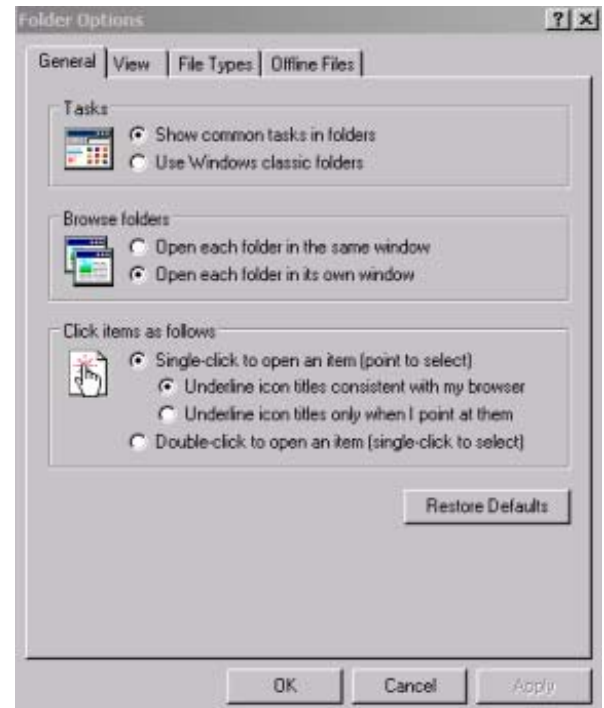 Folder Options
General View File Types Offline Files
Tasks
Show common tasks in folders
Use Windows classic folders
Browse folders
Open each folder in the same window
Open each folder in its own window
Click items as follows
Single-click to open an item (point to select)
Underline icon titles consistent with my browser
Underline icon titles only when I point at them
Double-click to open an item (single-click to select)
Restore Defaults
OK Cancel Apply